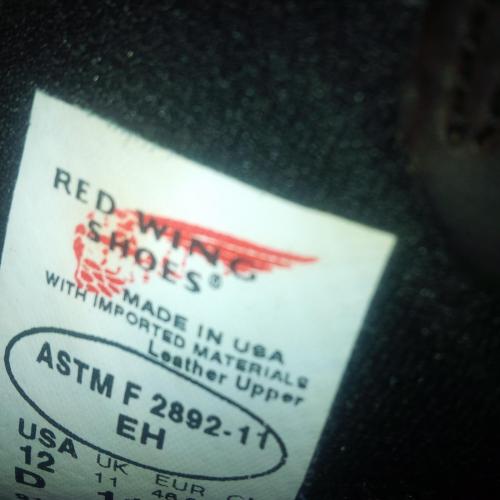 RED WING
SHOES®
MADE IN USA
WITH IMPORTED MATERIALS
Leather Upper
ASTM F 2892-11
EH
USA UK EUR
12 11
D